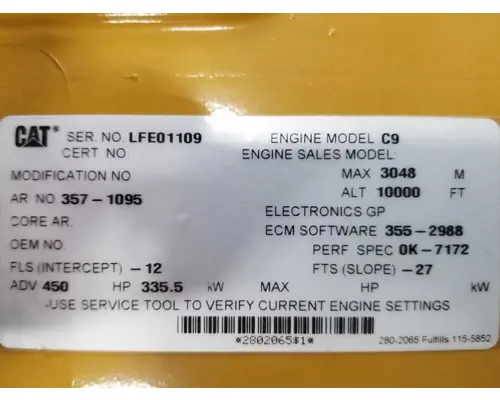 CAT® SER. NO. LFE01109 ENGINE MODEL C9
CERT NO. ENGINE SALES MODEL:
MODIFICATION NO MAX 3048 M
AR NO 357-1095 ALT 10000 FT
CORE AR. ELECTRONICS GP
OEM NO. ECM SOFTWARE 355-2988
PERF SPEC 0K-7172
FLS (INTERCEPT) -12 FTS (SLOPE) -27
ADV 450 HP 335.5 kW MAX HP kW
-USE SERVICE TOOL TO VERIFY CURRENT ENGINE SETTINGS
*2802065$1* 280-2065 Fulfills 115-5852